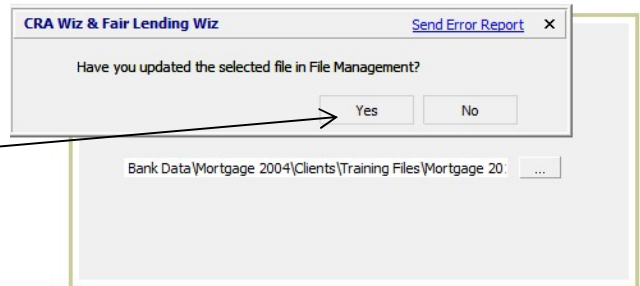 CRA Wiz & Fair Lending Wiz Send Error Report ×
Have you updated the selected file in File Management?
Yes No
Bank Data\Mortgage 2004\Clients\Training Files\Mortgage 20 ...